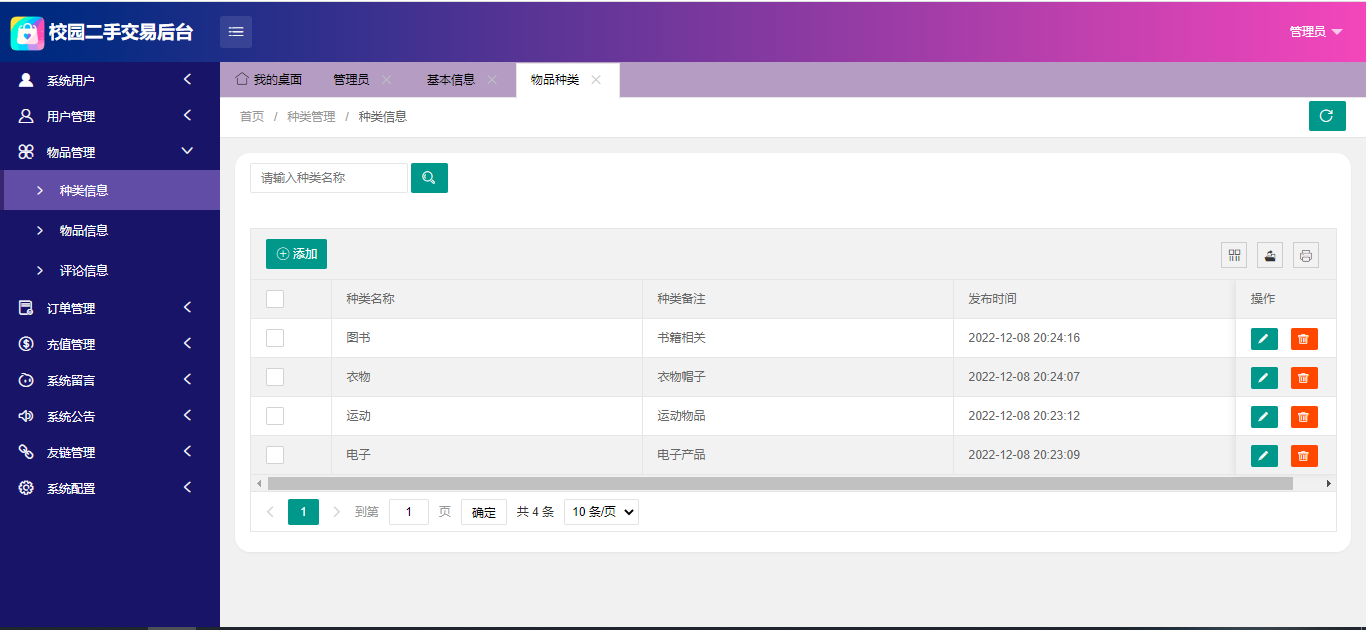 校园二手交易后台
管理员
系统用户
用户管理
物品管理
种类信息
物品信息
评论信息
订单管理
充值管理
系统留言
系统公告
友链管理
系统配置
我的桌面 管理员 基本信息 物品种类
首页 / 种类管理 / 种类信息
请输入种类名称
添加
种类名称 种类备注 发布时间 操作
图书 书籍相关 2022-12-08 20:24:16
衣物 衣物帽子 2022-12-08 20:24:07
运动 运动物品 2022-12-08 20:23:12
电子 电子产品 2022-12-08 20:23:09
1 到第 1 页 确定 共 4 条 10 条/页